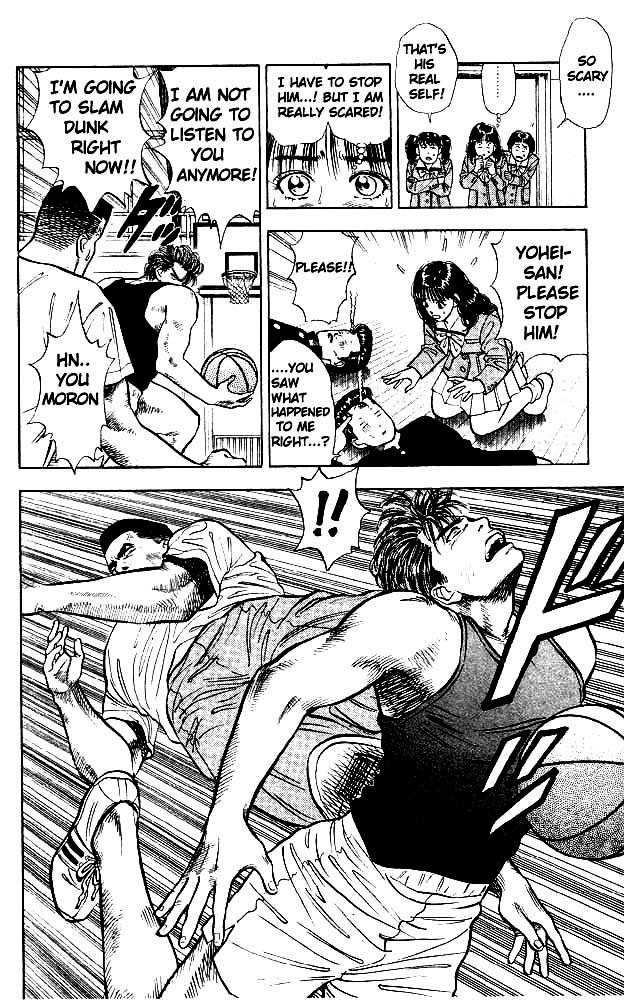 SO
SCARY
....
......
THAT'S
HIS
REAL
SELF!
I HAVE TO STOP
HIM...! BUT I AM
REALLY SCARED!
I AM NOT
GOING TO
LISTEN TO
YOU
ANYMORE!
I'M GOING
TO SLAM
DUNK
RIGHT
NOW!!
HN..
YOU
MORON
YOHEI-
SAN!
PLEASE
STOP
HIM!
PLEASE!!
....YOU
SAW
WHAT
HAPPENED
TO ME
RIGHT...?
!!